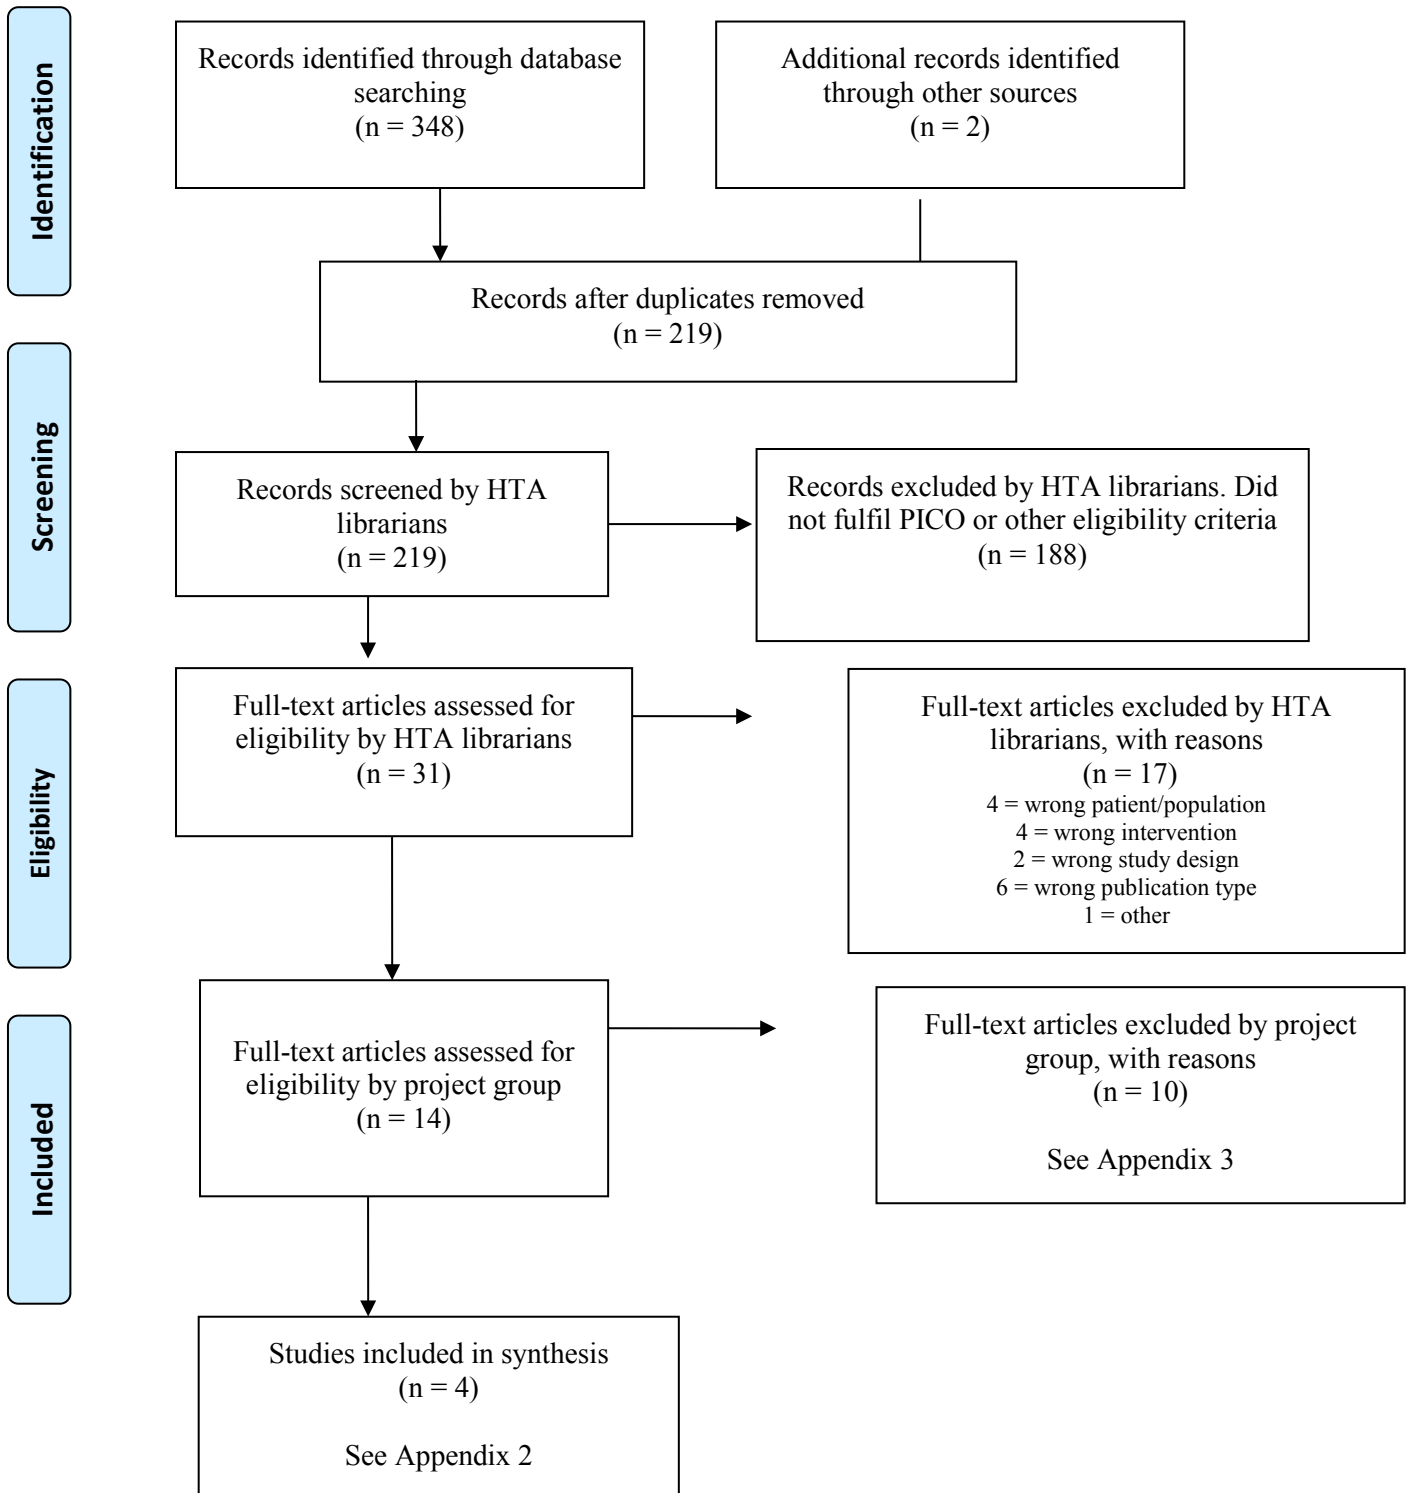 Identification
Records identified through database
searching
(n = 348)
Additional records identified
through other sources
(n = 2)
Records after duplicates removed
(n = 219)
Screening
Records screened by HTA
librarians
(n = 219)
Records excluded by HTA librarians. Did
not fulfil PICO or other eligibility criteria
(n = 188)
Eligibility
Full-text articles assessed for
eligibility by HTA librarians
(n = 31)
Full-text articles excluded by HTA
librarians, with reasons
(n = 17)
4 = wrong patient/population
4 = wrong intervention
2 = wrong study design
6 = wrong publication type
1 = other
Included
Full-text articles assessed for
eligibility by project group
(n = 14)
Full-text articles excluded by project
group, with reasons
(n = 10)
See Appendix 3
Studies included in synthesis
(n = 4)
See Appendix 2